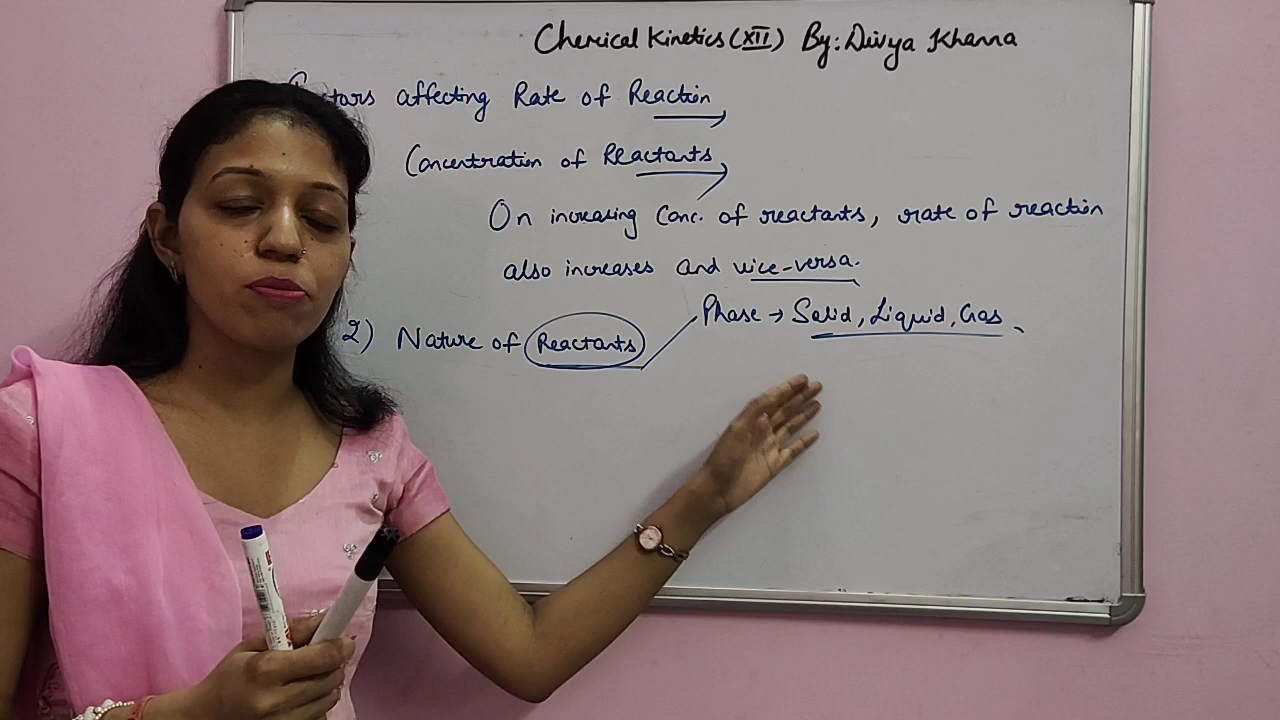 Chemical Kinetics (XII) By: Divya Khanna
Factors affecting Rate of Reaction
Concentration of Reactants
On increasing Conc. of reactants, rate of reaction
also increases and vice-versa.
Phase → Solid, Liquid, Gas
2) Nature of Reactants